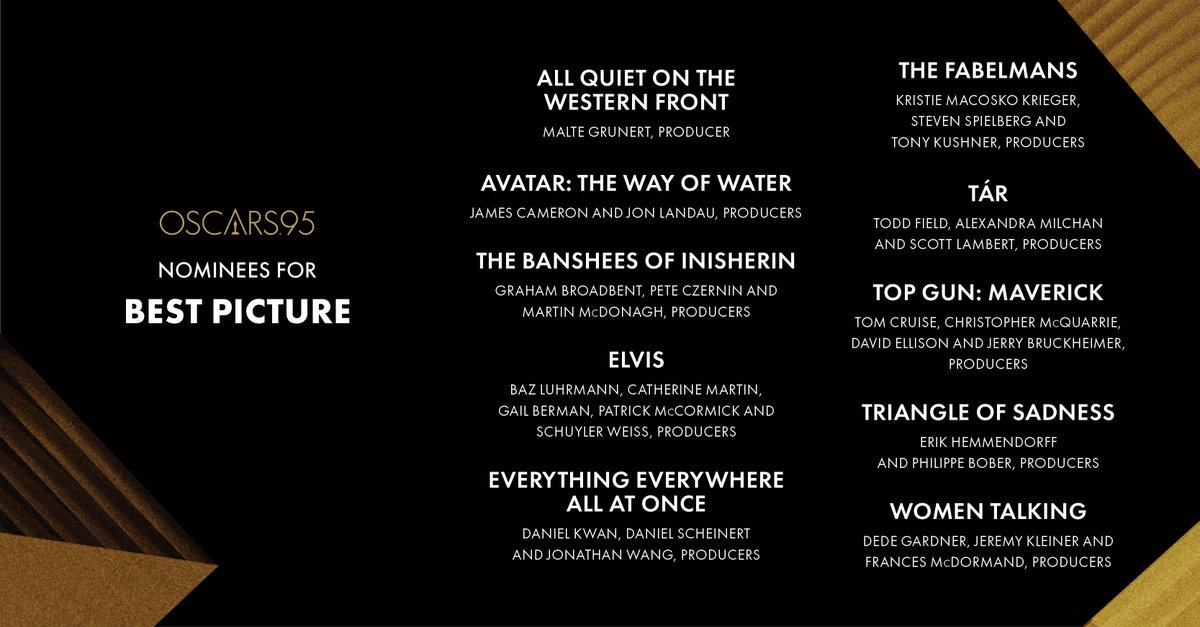 OSCARS95
NOMINEES FOR
BEST PICTURE
ALL QUIET ON THE
WESTERN FRONT
MALTE GRUNERT, PRODUCER
AVATAR: THE WAY OF WATER
JAMES CAMERON AND JON LANDAU, PRODUCERS
THE BANSHEES OF INISHERIN
GRAHAM BROADBENT, PETE CZERNIN AND
MARTIN McDONAGH, PRODUCERS
ELVIS
BAZ LUHRMANN, CATHERINE MARTIN,
GAIL BERMAN, PATRICK McCORMICK AND
SCHUYLER WEISS, PRODUCERS
EVERYTHING EVERYWHERE
ALL AT ONCE
DANIEL KWAN, DANIEL SCHEINERT
AND JONATHAN WANG, PRODUCERS
THE FABELMANS
KRISTIE MACOSKO KRIEGER,
STEVEN SPIELBERG AND
TONY KUSHNER, PRODUCERS
TÁR
TODD FIELD, ALEXANDRA MILCHAN
AND SCOTT LAMBERT, PRODUCERS
TOP GUN: MAVERICK
TOM CRUISE, CHRISTOPHER McQUARRIE,
DAVID ELLISON AND JERRY BRUCKHEIMER,
PRODUCERS
TRIANGLE OF SADNESS
ERIK HEMMENDORFF
AND PHILIPPE BOBER, PRODUCERS
WOMEN TALKING
DEDE GARDNER, JEREMY KLEINER AND
FRANCES McDORMAND, PRODUCERS